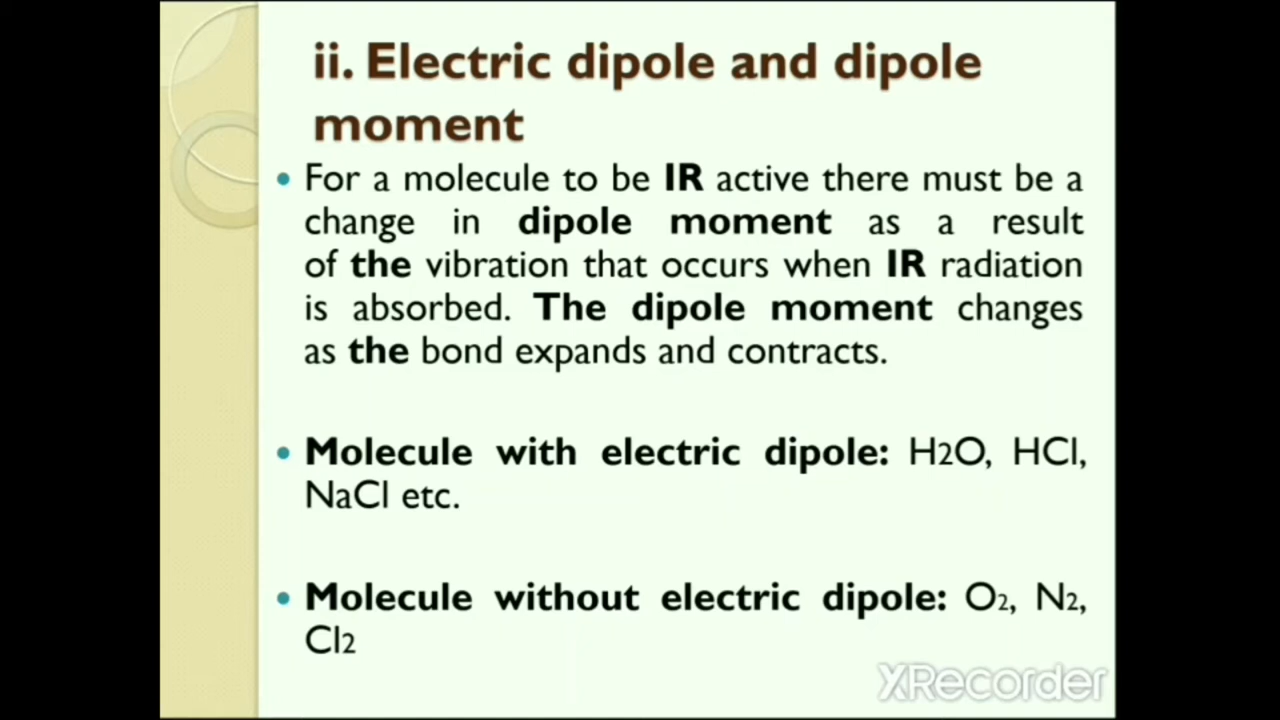 ii. Electric dipole and dipole
moment
• For a molecule to be IR active there must be a
change in dipole moment as a result
of the vibration that occurs when IR radiation
is absorbed. The dipole moment changes
as the bond expands and contracts.
• Molecule with electric dipole: H2O, HCl,
NaCl etc.
• Molecule without electric dipole: O2, N2,
Cl2
XRecorder